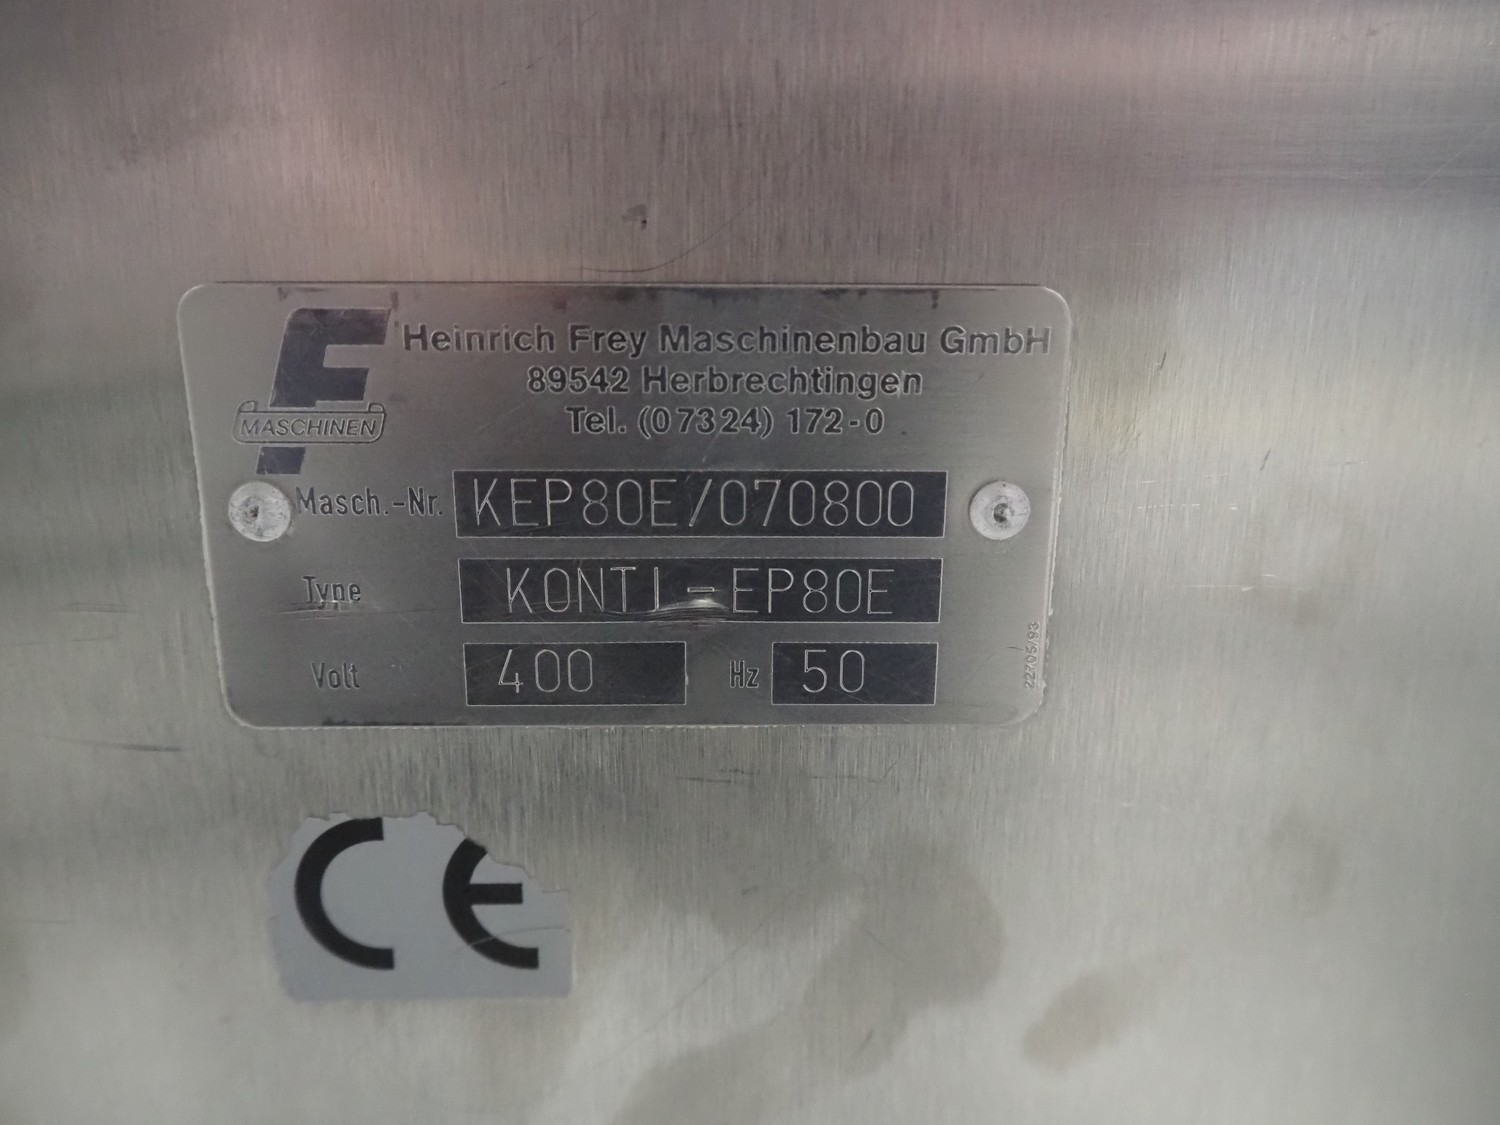 Heinrich Frey Maschinenbau GmbH
89542 Herbrechtingen
Tel. (07324) 172-0
F
MASCHINEN
Masch.-Nr. KEP80E/070800
Type KONTI-EP80E
Volt 400 Hz 50
22705/93
CE